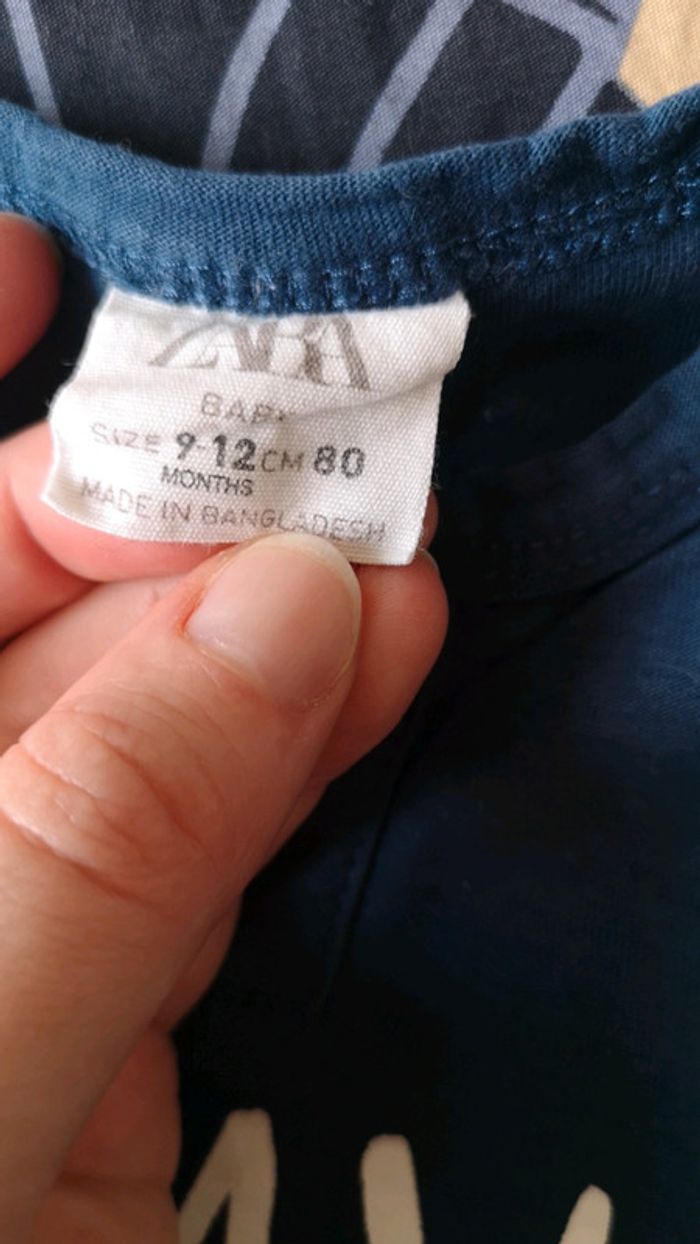 ZARA
BABY
SIZE 9-12 CM 80
MONTHS
MADE IN BANGLADESH